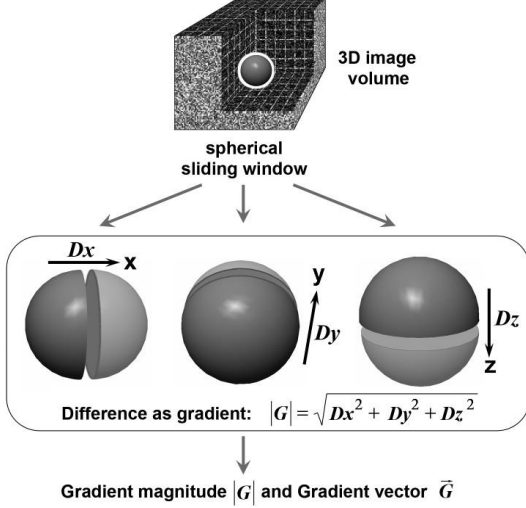 3D image
volume
spherical
sliding window
Dx
x
y
Dy
Dz
z
Difference as gradient: |G| = √Dx² + Dy² + Dz²
Gradient magnitude |G| and Gradient vector G⃗